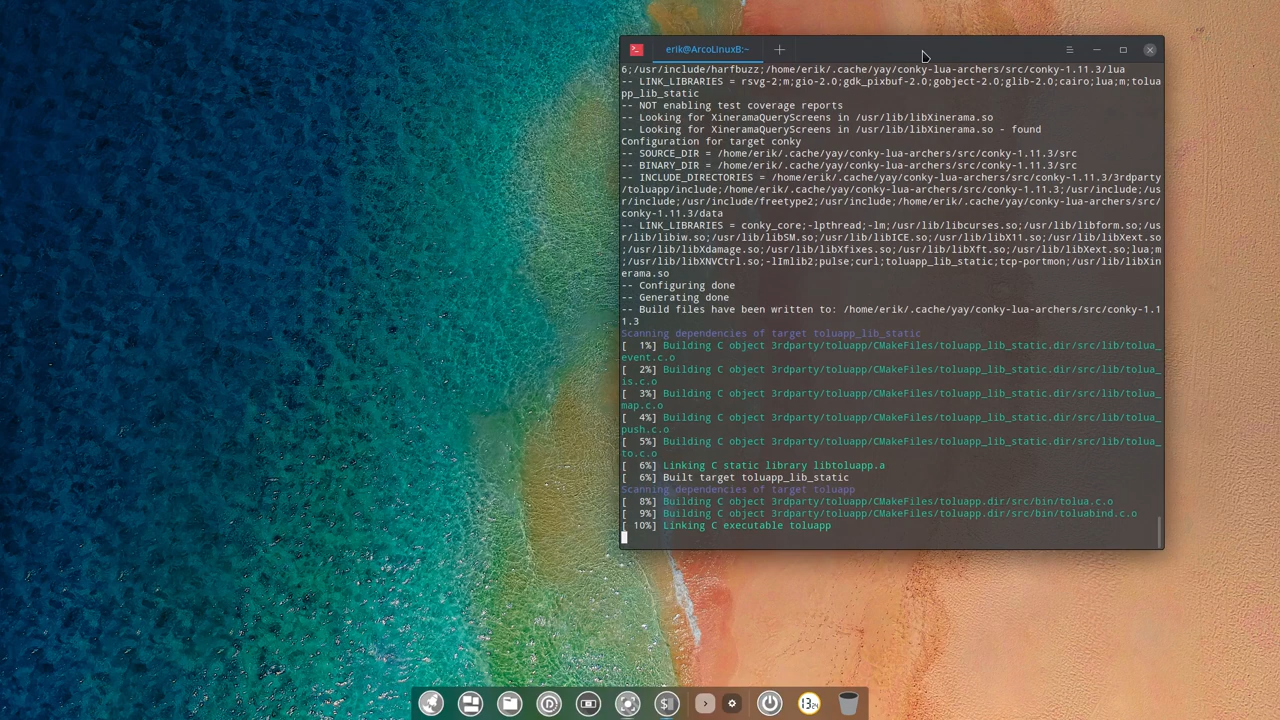 erik@ArcoLinuxB:~
6;/usr/include/harfbuzz;/home/erik/.cache/yay/conky-lua-archers/src/conky-1.11.3/lua
-- LINK_LIBRARIES = rsvg-2;m;gio-2.0;gdk_pixbuf-2.0;gobject-2.0;glib-2.0;cairo;lua;m;tolua
pp_lib_static
-- NOT enabling test coverage reports
-- Looking for XineramaQueryScreens in /usr/lib/libXinerama.so
-- Looking for XineramaQueryScreens in /usr/lib/libXinerama.so - found
Configuration for target conky
-- SOURCE_DIR = /home/erik/.cache/yay/conky-lua-archers/src/conky-1.11.3/src
-- BINARY_DIR = /home/erik/.cache/yay/conky-lua-archers/src/conky-1.11.3/src
-- INCLUDE_DIRECTORIES = /home/erik/.cache/yay/conky-lua-archers/src/conky-1.11.3/3rdparty
/toluapp/include;/home/erik/.cache/yay/conky-lua-archers/src/conky-1.11.3;/usr/include;/us
r/include;/usr/include/freetype2;/usr/include;/home/erik/.cache/yay/conky-lua-archers/src/
conky-1.11.3/data
-- LINK_LIBRARIES = conky_core;-lpthread;-lm;/usr/lib/libcurses.so;/usr/lib/libform.so;/us
r/lib/libiw.so;/usr/lib/libSM.so;/usr/lib/libICE.so;/usr/lib/libX11.so;/usr/lib/libXext.so
;/usr/lib/libXdamage.so;/usr/lib/libXfixes.so;/usr/lib/libXft.so;/usr/lib/libXext.so;lua;m
;/usr/lib/libXNVCtrl.so;-lImlib2;pulse;curl;toluapp_lib_static;tcp-portmon;/usr/lib/libXin
erama.so
-- Configuring done
-- Generating done
-- Build files have been written to: /home/erik/.cache/yay/conky-lua-archers/src/conky-1.1
1.3
Scanning dependencies of target toluapp_lib_static
[  1%] Building C object 3rdparty/toluapp/CMakeFiles/toluapp_lib_static.dir/src/lib/tolua_
event.c.o
[  2%] Building C object 3rdparty/toluapp/CMakeFiles/toluapp_lib_static.dir/src/lib/tolua_
is.c.o
[  3%] Building C object 3rdparty/toluapp/CMakeFiles/toluapp_lib_static.dir/src/lib/tolua_
map.c.o
[  4%] Building C object 3rdparty/toluapp/CMakeFiles/toluapp_lib_static.dir/src/lib/tolua_
push.c.o
[  5%] Building C object 3rdparty/toluapp/CMakeFiles/toluapp_lib_static.dir/src/lib/tolua_
to.c.o
[  6%] Linking C static library libtoluapp.a
[  6%] Built target toluapp_lib_static
Scanning dependencies of target toluapp
[  8%] Building C object 3rdparty/toluapp/CMakeFiles/toluapp.dir/src/bin/tolua.c.o
[  9%] Building C object 3rdparty/toluapp/CMakeFiles/toluapp.dir/src/bin/toluabind.c.o
[ 10%] Linking C executable toluapp
13:24